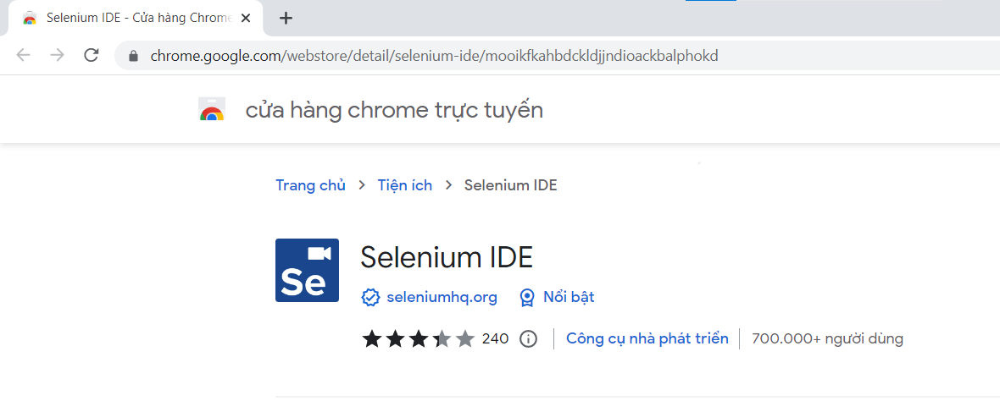 Selenium IDE - Cửa hàng Chrome
chrome.google.com/webstore/detail/selenium-ide/mooikfkahbdckldjjndioackbalphokd
cửa hàng chrome trực tuyến
Trang chủ > Tiện ích > Selenium IDE
Se
Selenium IDE
seleniumhq.org Nổi bật
240 Công cụ nhà phát triển 700.000+ người dùng